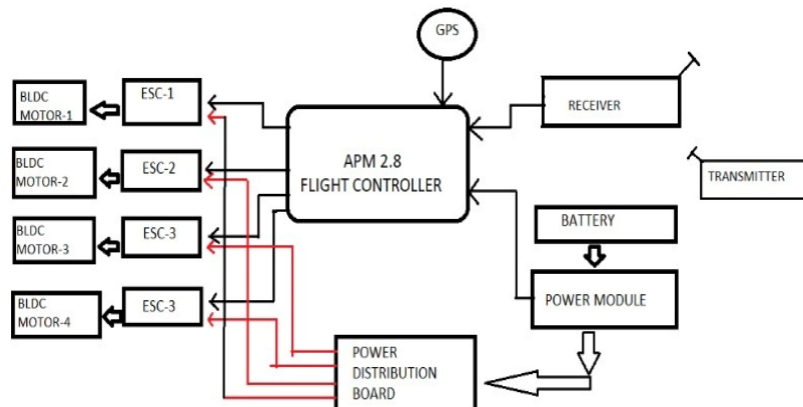 GPS
BLDC
MOTOR-1
ESC-1
RECEIVER
APM 2.8
FLIGHT CONTROLLER
BLDC
MOTOR-2
ESC-2
TRANSMITTER
BLDC
MOTOR-3
ESC-3
BATTERY
BLDC
MOTOR-4
ESC-3
POWER MODULE
POWER
DISTRIBUTION
BOARD